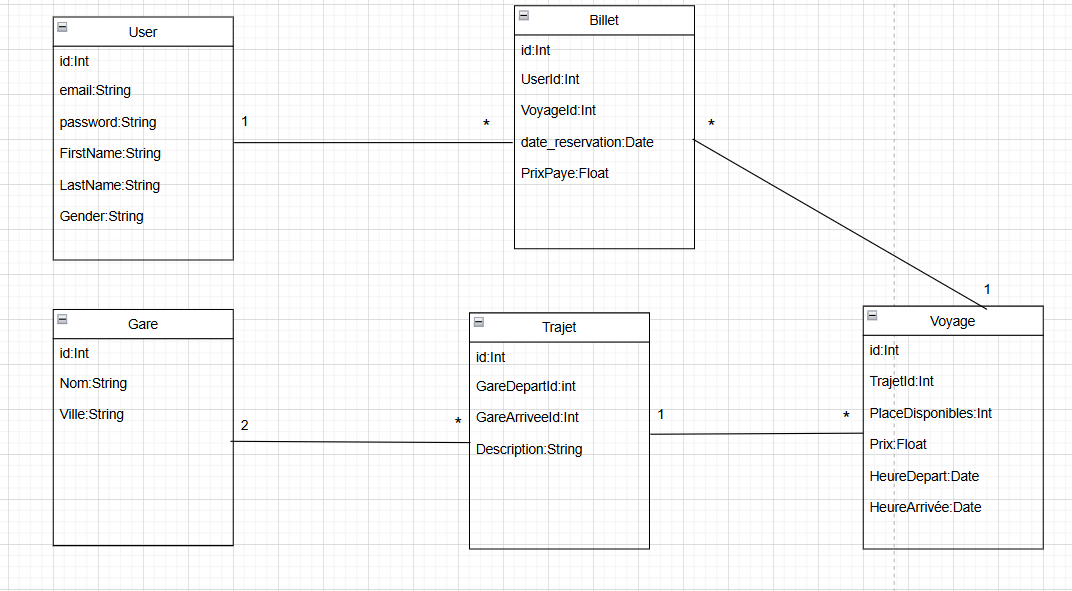 User
id:Int
email:String
password:String
FirstName:String
LastName:String
Gender:String
1
*
Billet
id:Int
UserId:Int
VoyageId:Int
date_reservation:Date
PrixPaye:Float
*
1
Gare
id:Int
Nom:String
Ville:String
2
*
Trajet
id:Int
GareDepartId:int
GareArriveeId:Int
Description:String
1
*
Voyage
id:Int
TrajetId:Int
PlaceDisponibles:Int
Prix:Float
HeureDepart:Date
HeureArrivée:Date